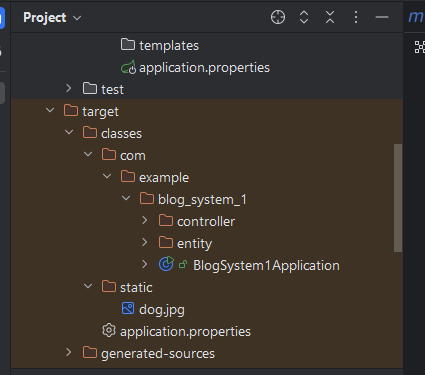 Project
templates
application.properties
test
target
classes
com
example
blog_system_1
controller
entity
BlogSystem1Application
static
dog.jpg
application.properties
generated-sources